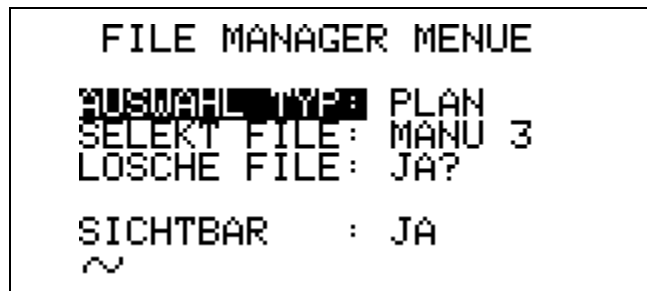 FILE MANAGER MENUE
AUSWAHL TYP: PLAN
SELEKT FILE: MANU 3
LOSCHE FILE: JA?
SICHTBAR : JA
~